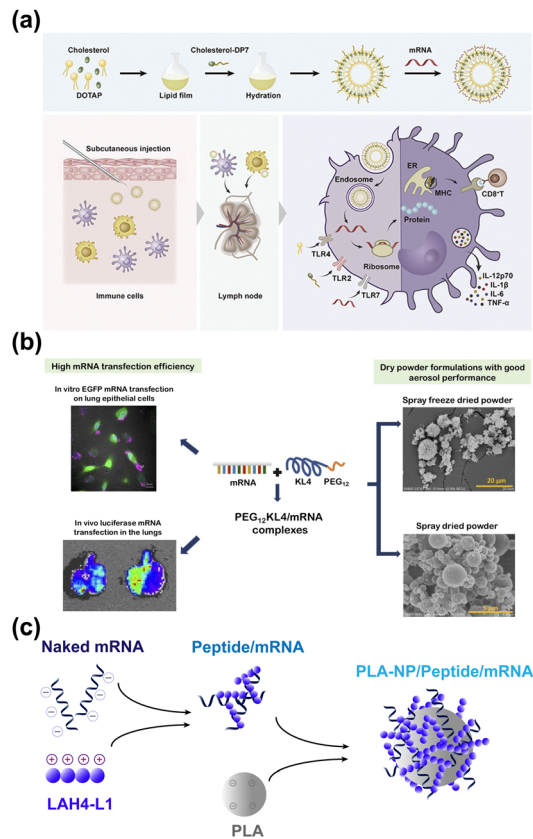 (a)
Cholesterol
Cholesterol-DP7
mRNA
DOTAP
Lipid film
Hydration
Subcutaneous injection
Immune cells
Lymph node
Endosome
ER
MHC
CD8⁺T
Protein
TLR4
TLR2
TLR7
Ribosome
IL-12p70
IL-1β
IL-6
TNF-α
(b)
High mRNA transfection efficiency
In vitro EGFP mRNA transfection
on lung epithelial cells
In vivo luciferase mRNA
transfection in the lungs
mRNA
+
KL4
PEG₁₂
PEG₁₂KL4/mRNA
complexes
Dry powder formulations with good
aerosol performance
Spray freeze dried powder
20 μm
Spray dried powder
5 μm
(c)
Naked mRNA
Peptide/mRNA
PLA-NP/Peptide/mRNA
LAH4-L1
PLA